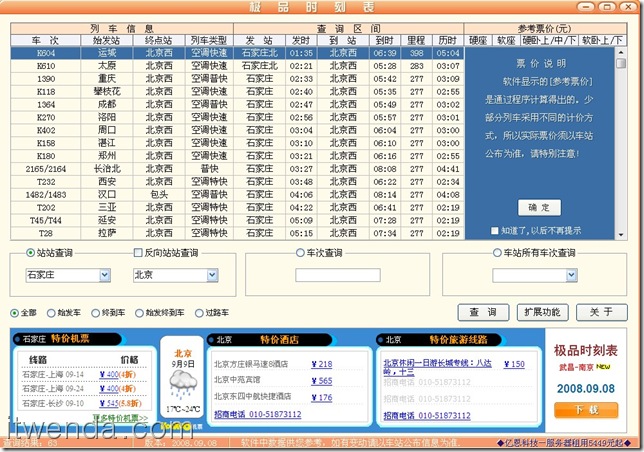 极品时刻表
列车信息 查询区间 参考票价(元)
车次 始发站 终点站 列车类型 发站 发时 到站 到时 里程 历时 硬座 软座 硬卧上/中/下 软卧上/下
K604 运城 北京西 空调快速 石家庄北 01:35 北京西 06:39 398 05:04
K610 太原 北京西 空调快速 石家庄北 02:21 北京西 05:28 283 03:07
1390 重庆 北京西 空调普快 石家庄 02:33 北京西 05:42 277 03:09
K118 攀枝花 北京西 空调快速 石家庄 02:40 北京西 05:35 277 02:55
1364 成都 北京西 空调普快 石家庄 02:47 北京西 05:49 277 03:02
K270 洛阳 北京西 空调快速 石家庄 02:56 北京西 05:57 277 03:01
K402 周口 北京西 空调快速 石家庄 03:04 北京西 06:04 277 03:00
K158 湛江 北京西 空调快速 石家庄 03:10 北京西 06:10 277 03:00
K180 郑州 北京西 空调快速 石家庄 03:21 北京西 06:16 277 02:55
2165/2164 长治北 北京西 普快 石家庄 03:27 北京西 08:08 277 04:41
T232 西安 北京西 空调特快 石家庄 03:48 北京西 06:22 277 02:34
1482/1483 汉口 包头 空调普快 石家庄 04:06 北京西 08:14 277 04:08
T202 三亚 北京西 空调特快 石家庄 04:22 北京西 06:41 277 02:19
T45/T44 延安 北京西 空调特快 石家庄 05:09 北京西 07:28 277 02:19
T28 拉萨 北京西 空调特快 石家庄 05:15 北京西 07:34 277 02:19
票价说明
软件显示的[参考票价]
是通过程序计算得出的。少
部分列车采用不同的计价方
式，所以实际票价须以车站
公布为准，请特别注意！
确定
知道了，以后不再提示
站站查询 反向站站查询 车次查询 车站所有车次查询
石家庄 北京
全部 始发车 终到车 始发终到车 过路车 查询 扩展功能 关于
石家庄 特价机票
线路 价格
石家庄-上海 09-14 ¥ 400(4折)
石家庄-上海 09-24 ¥ 400(4折)
石家庄-长沙 09-10 ¥ 545(5.8折)
更多特价机票>>
北京
9月9日
17℃~24℃
北京 特价酒店
北京方庄银马速8酒店 ¥ 218
北京中苑宾馆 ¥ 565
北京东四中航快捷酒店 ¥ 176
招商电话 010-51873112
北京 特价旅游线路
北京休闲一日游长城专线：八达岭，十三 ¥ 150
招商电话 010-51873112
招商电话 010-51873112
招商电话 010-51873112
极品时刻表
武昌-南京 NEW
2008.09.08
下载
itwenda.com
查询结果：63 版本：2008.09.08 软件中数据供您参考，如有变动请以车站公布信息为准。 ◆亿恩科技－服务器租用5449元起◆